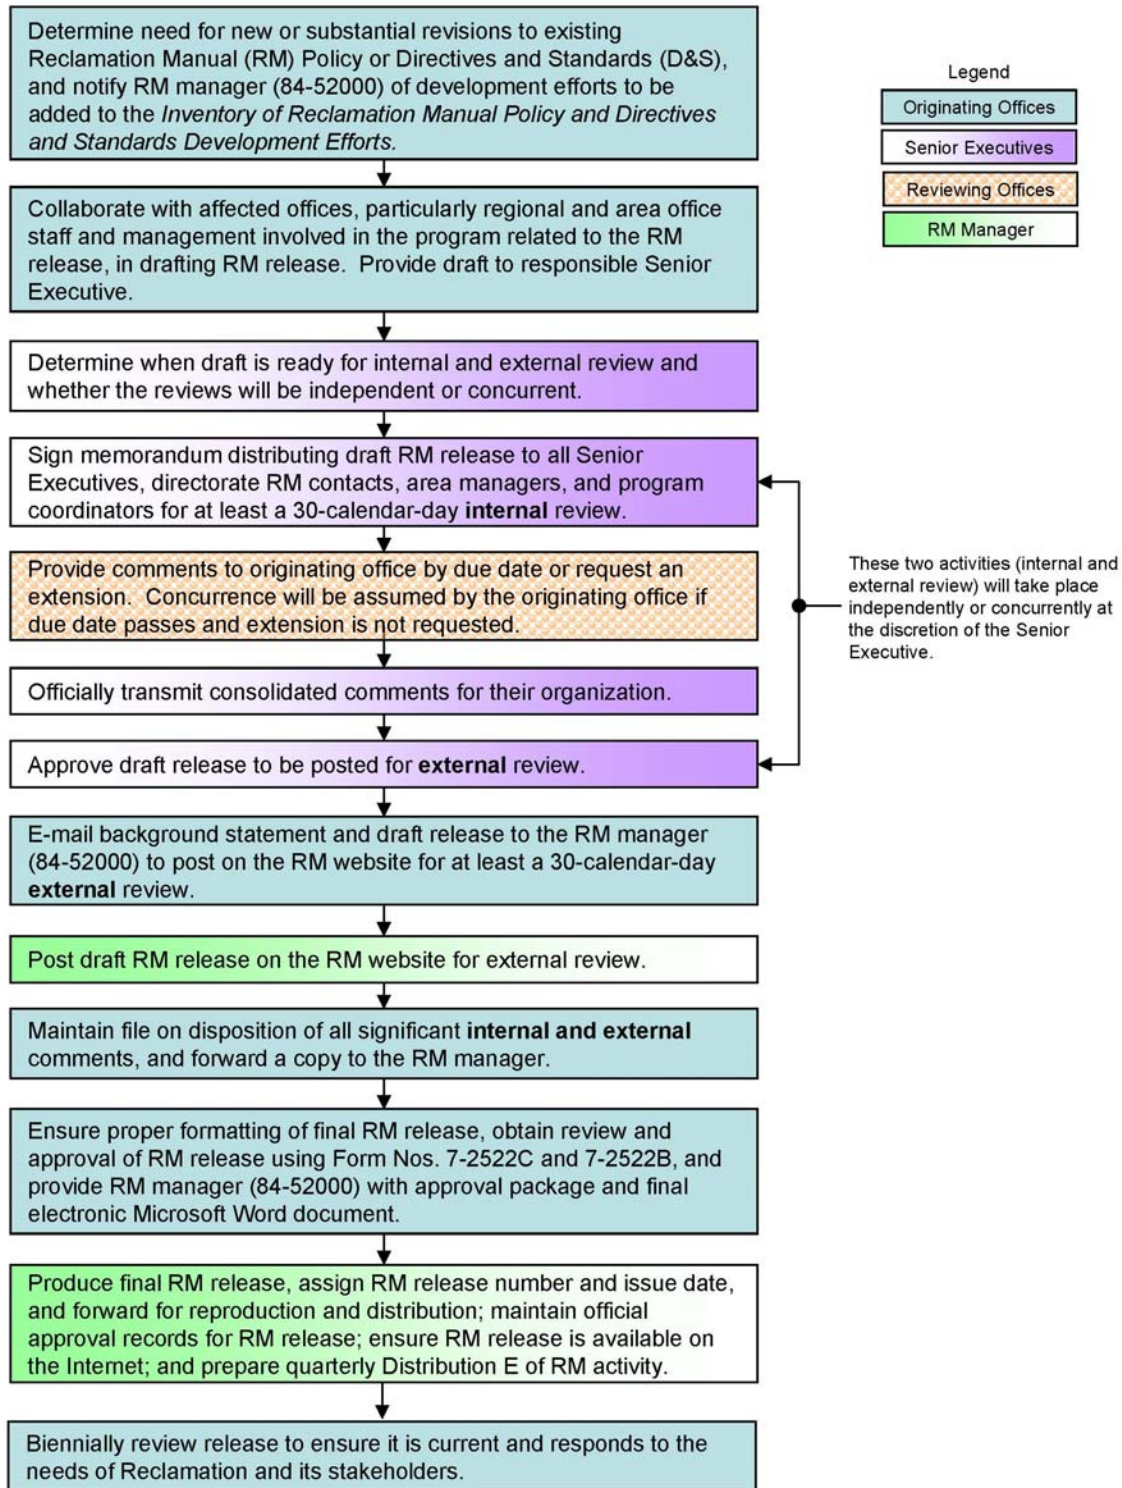 Determine need for new or substantial revisions to existing
Reclamation Manual (RM) Policy or Directives and Standards (D&S),
and notify RM manager (84-52000) of development efforts to be
added to the Inventory of Reclamation Manual Policy and Directives
and Standards Development Efforts.
Legend
Originating Offices
Senior Executives
Reviewing Offices
RM Manager
Collaborate with affected offices, particularly regional and area office
staff and management involved in the program related to the RM
release, in drafting RM release.  Provide draft to responsible Senior
Executive.
Determine when draft is ready for internal and external review and
whether the reviews will be independent or concurrent.
Sign memorandum distributing draft RM release to all Senior
Executives, directorate RM contacts, area managers, and program
coordinators for at least a 30-calendar-day internal review.
Provide comments to originating office by due date or request an
extension.  Concurrence will be assumed by the originating office if
due date passes and extension is not requested.
These two activities (internal and
external review) will take place
independently or concurrently at
the discretion of the Senior
Executive.
Officially transmit consolidated comments for their organization.
Approve draft release to be posted for external review.
E-mail background statement and draft release to the RM manager
(84-52000) to post on the RM website for at least a 30-calendar-day
external review.
Post draft RM release on the RM website for external review.
Maintain file on disposition of all significant internal and external
comments, and forward a copy to the RM manager.
Ensure proper formatting of final RM release, obtain review and
approval of RM release using Form Nos. 7-2522C and 7-2522B, and
provide RM manager (84-52000) with approval package and final
electronic Microsoft Word document.
Produce final RM release, assign RM release number and issue date,
and forward for reproduction and distribution; maintain official
approval records for RM release; ensure RM release is available on
the Internet; and prepare quarterly Distribution E of RM activity.
Biennially review release to ensure it is current and responds to the
needs of Reclamation and its stakeholders.